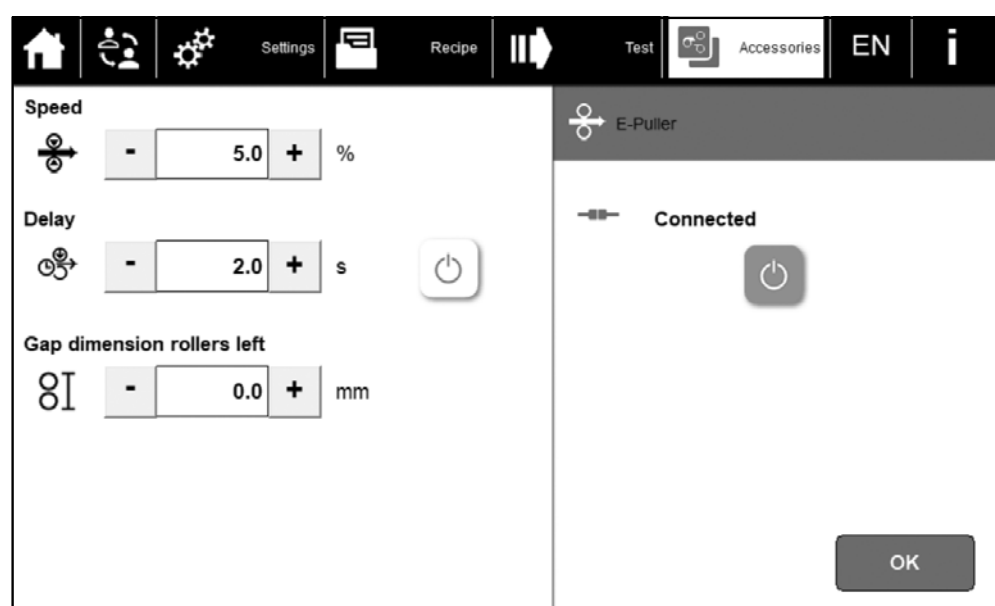 Settings
Recipe
Test
Accessories
EN
i
Speed
- 5.0 + %
Delay
- 2.0 + s
Gap dimension rollers left
- 0.0 + mm
E-Puller
Connected
OK